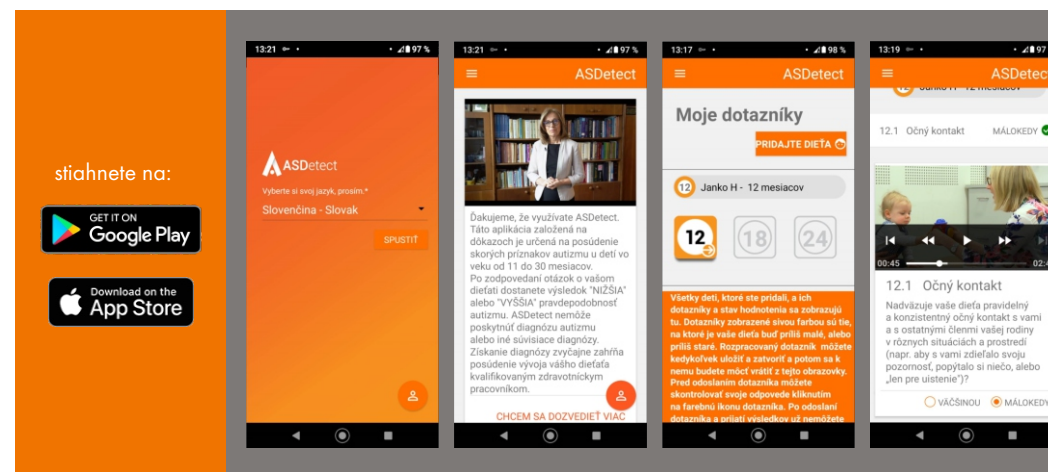 stiahnete na:
GET IT ON
Google Play
Download on the
App Store
13:21
97 %
ASDetect
Vyberte si svoj jazyk, prosím.*
Slovenčina - Slovak
SPUSTIŤ
13:21
97 %
ASDetect
Ďakujeme, že využívate ASDetect.
Táto aplikácia založená na
dôkazoch je určená na posúdenie
skorých príznakov autizmu u detí vo
veku od 11 do 30 mesiacov.
Po zodpovedaní otázok o vašom
dieťati dostanete výsledok "NIŽŠIA"
alebo "VYŠŠIA" pravdepodobnosť
autizmu. ASDetect nemôže
poskytnúť diagnózu autizmu
alebo iné súvisiace diagnózy.
Získanie diagnózy zvyčajne zahŕňa
posúdenie vývoja vášho dieťaťa
kvalifikovaným zdravotníckym
pracovníkom.
CHCEM SA DOZVEDIEŤ VIAC
13:17
98 %
ASDetect
Moje dotazníky
PRIDAJTE DIEŤA
12 Janko H - 12 mesiacov
12 18 24
Všetky deti, ktoré ste pridali, a ich
dotazníky a stav hodnotenia sa zobrazujú
tu. Dotazníky zobrazené sivou farbou sú tie,
na ktoré je vaše dieťa buď príliš malé, alebo
príliš staré. Rozpracovaný dotazník môžete
kedykoľvek uložiť a zatvoriť a potom sa k
nemu budete môcť vrátiť z tejto obrazovky.
Pred odoslaním dotazníka môžete
skontrolovať svoje odpovede kliknutím
na farebnú ikonu dotazníka. Po odoslaní
dotazníka a prijatí výsledkov už nemôžete
13:19
97
ASDetect
12 Janko H - 12 mesiacov
12.1 Očný kontakt MÁLOKEDY
00:45 02:4
12.1 Očný kontakt
Nadväzuje vaše dieťa pravidelný
a konzistentný očný kontakt s vami
a s ostatnými členmi vašej rodiny
v rôznych situáciách a prostredí
(napr. aby s vami zdieľalo svoju
pozornosť, popýtalo si niečo, alebo
„len pre uistenie")?
VÄČŠINOU MÁLOKEDY